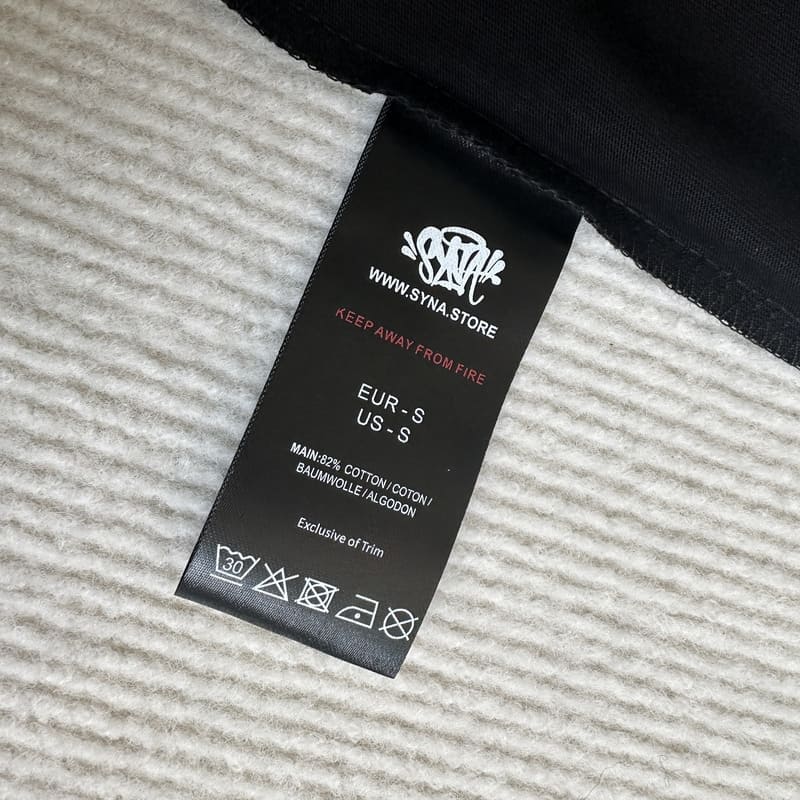 SYNA
WWW.SYNA.STORE
KEEP AWAY FROM FIRE
EUR-S
US-S
MAIN:82% COTTON/COTON/
BAUMWOLLE/ALGODON
Exclusive of Trim
30